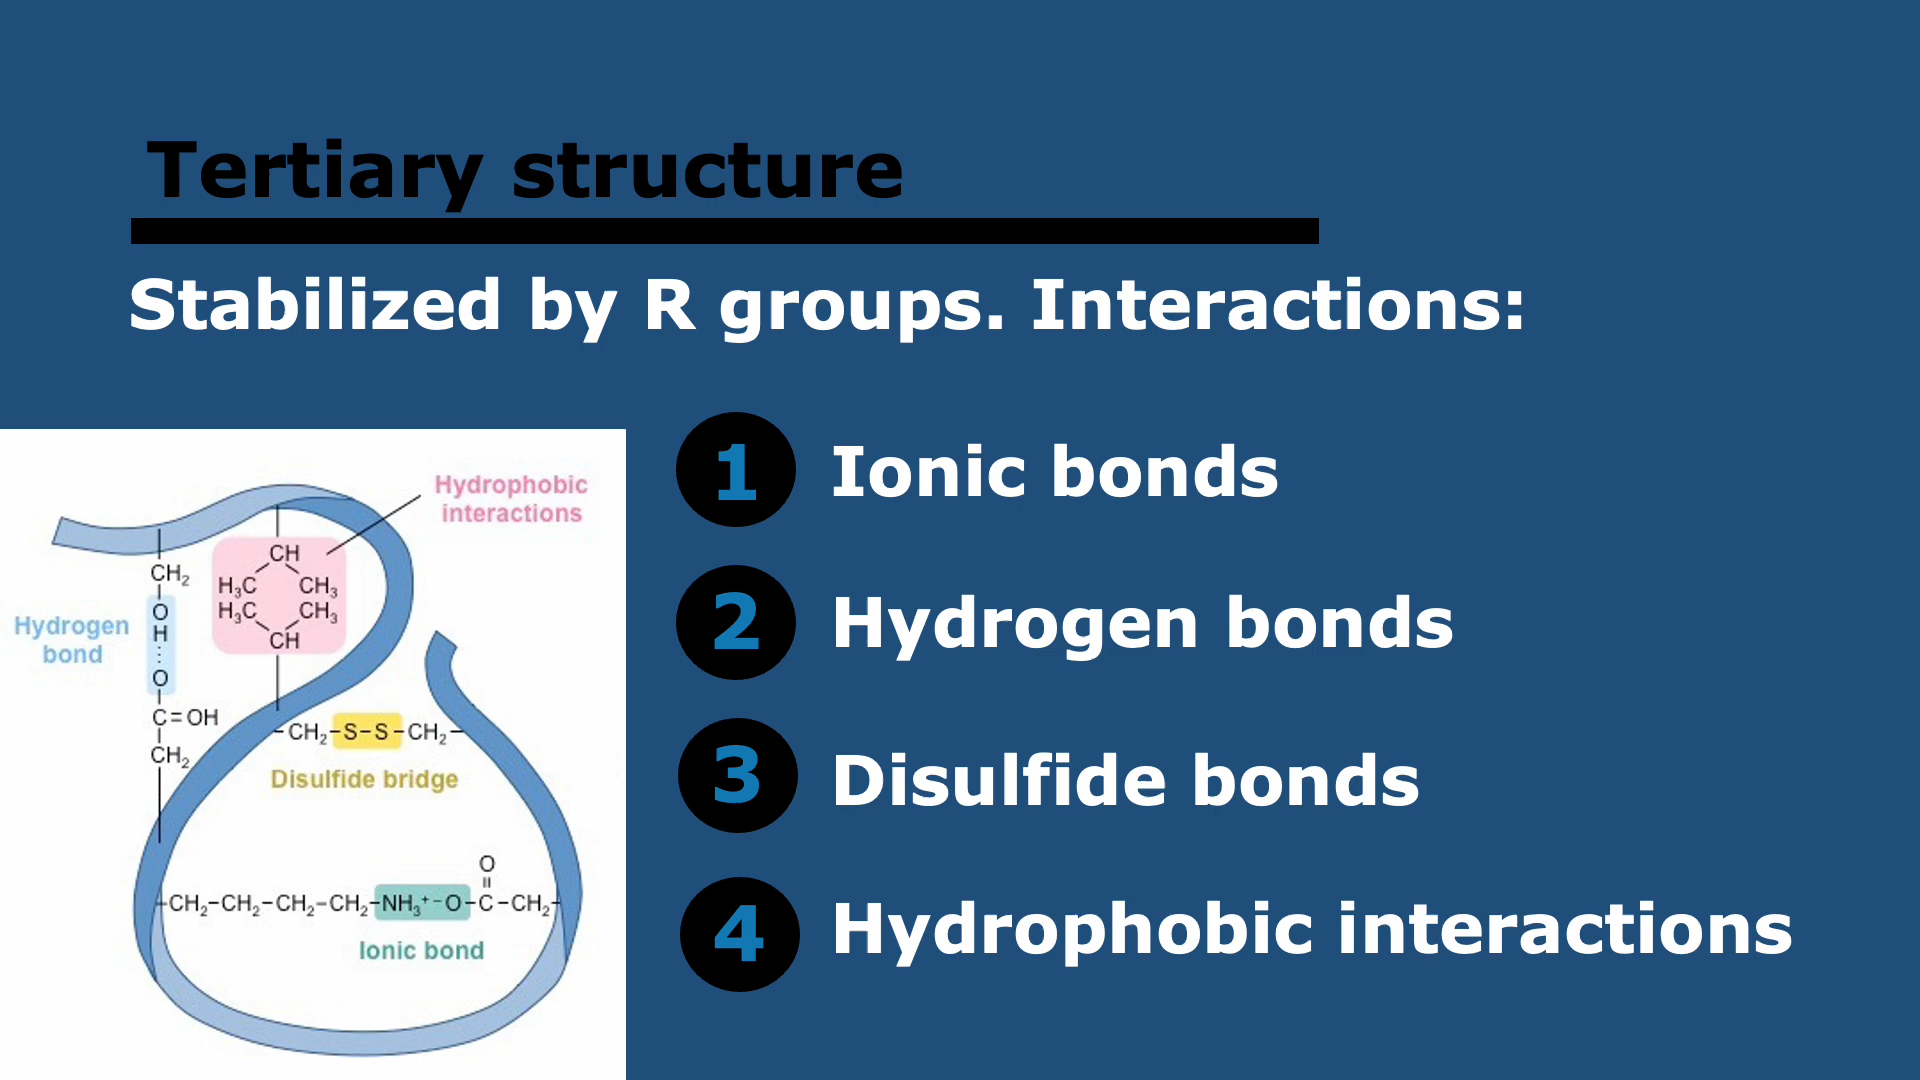 Tertiary structure
Stabilized by R groups. Interactions:
1 Ionic bonds
2 Hydrogen bonds
3 Disulfide bonds
4 Hydrophobic interactions
Hydrophobic
interactions
CH
H₃C CH₃
H₃C CH₃
CH
CH₂
O
H
O
C=OH
CH₂
Hydrogen
bond
CH₂-S-S-CH₂
Disulfide bridge
O
CH₂-CH₂-CH₂-CH₂-NH₃⁺ ⁻O-C-CH₂
Ionic bond